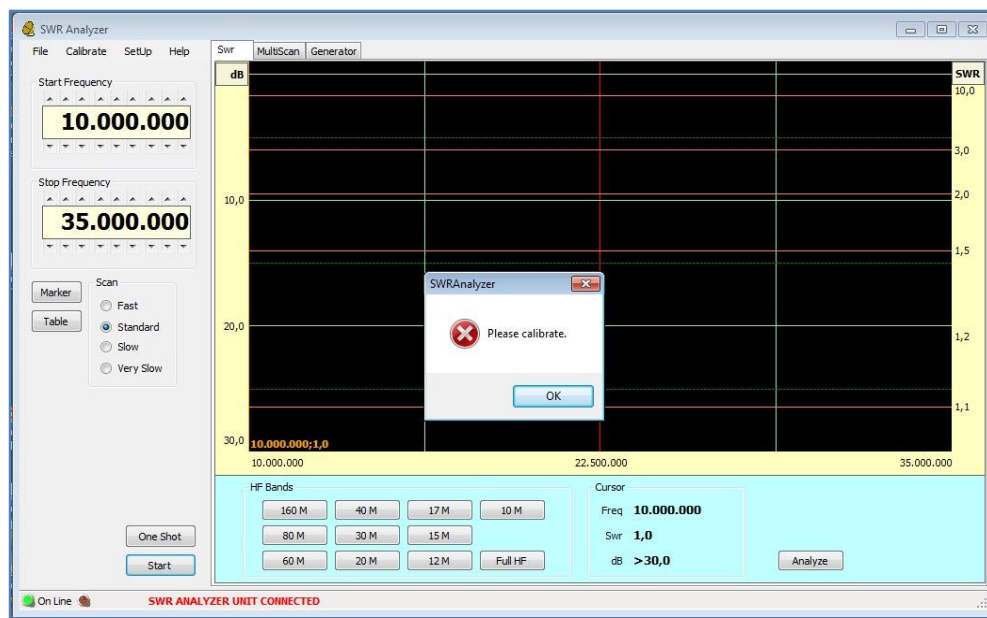 SWR Analyzer
File Calibrate SetUp Help
Swr MultiScan Generator
Start Frequency
10.000.000
Stop Frequency
35.000.000
Marker
Table
Scan
Fast
Standard
Slow
Very Slow
One Shot
Start
dB
10,0
20,0
30,0
SWR
10,0
3,0
2,0
1,5
1,2
1,1
10.000.000;1,0
10.000.000 22.500.000 35.000.000
SWRAnalyzer
Please calibrate.
OK
HF Bands
160 M 40 M 17 M 10 M
80 M 30 M 15 M
60 M 20 M 12 M Full HF
Cursor
Freq 10.000.000
Swr 1,0
dB >30,0
Analyze
On Line SWR ANALYZER UNIT CONNECTED